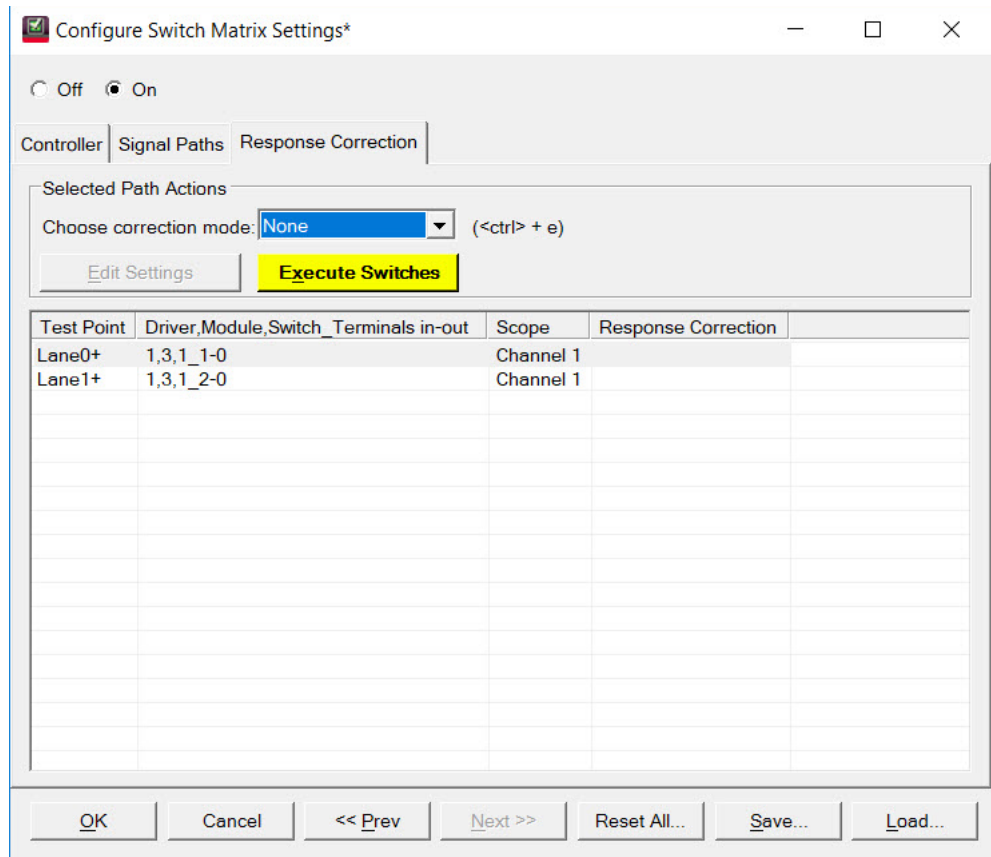 Configure Switch Matrix Settings*
Off On
Controller Signal Paths Response Correction
Selected Path Actions
Choose correction mode: None (<ctrl> + e)
Edit Settings Execute Switches
Test Point Driver,Module,Switch_Terminals in-out Scope Response Correction
Lane0+ 1,3,1_1-0 Channel 1
Lane1+ 1,3,1_2-0 Channel 1
OK Cancel << Prev Next >> Reset All... Save... Load...